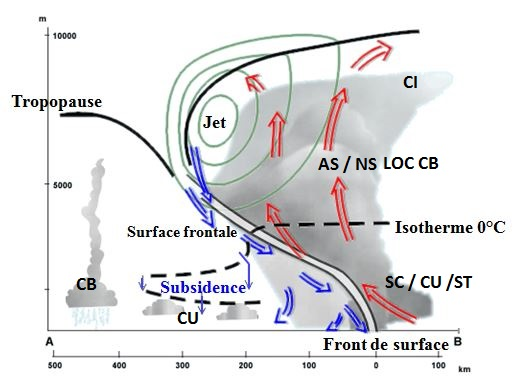 m
10000
Tropopause
CI
Jet
AS / NS LOC CB
5000
Surface frontale
Isotherme 0°C
CB
Subsidence
SC / CU /ST
CU
A
B
Front de surface
500 400 300 200 100 0 100 km